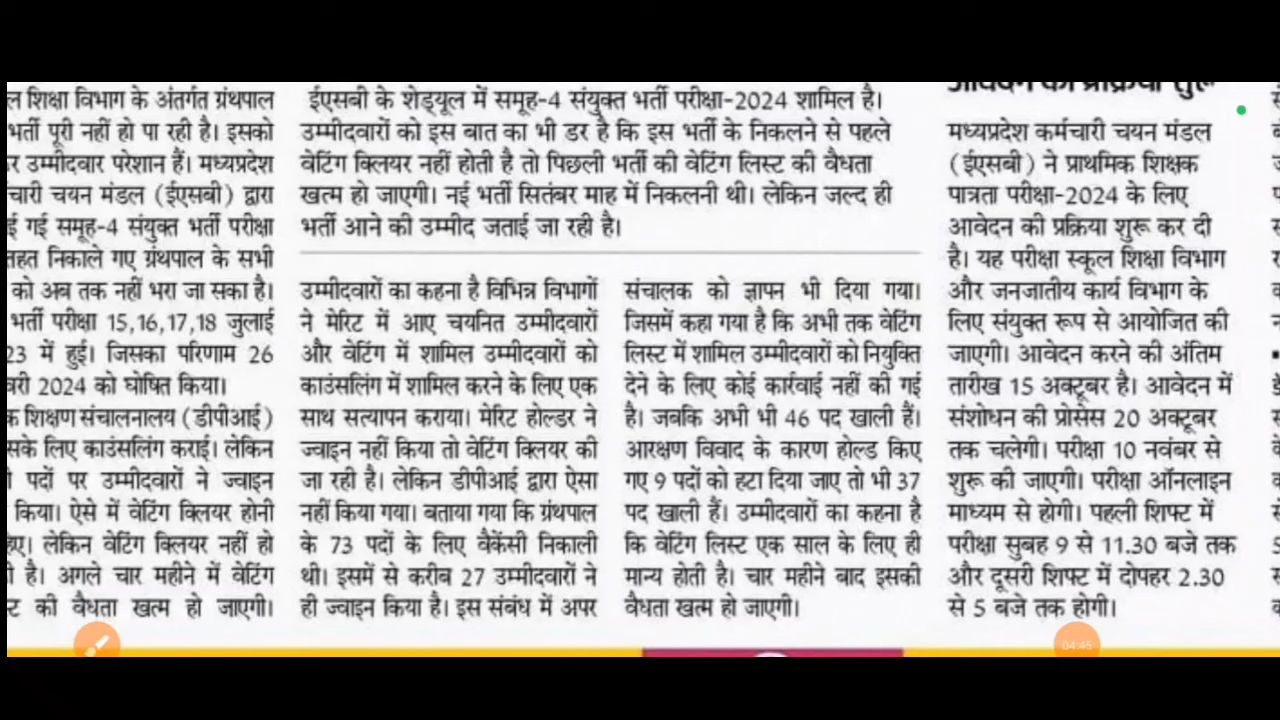 ल शिक्षा विभाग के अंतर्गत ग्रंथपाल
भर्ती पूरी नहीं हो पा रही है। इसको
र उम्मीदवार परेशान हैं। मध्यप्रदेश
चारी चयन मंडल (ईएसबी) द्वारा
ई गई समूह-4 संयुक्त भर्ती परीक्षा
तहत निकाले गए ग्रंथपाल के सभी
को अब तक नहीं भरा जा सका है।
भर्ती परीक्षा 15,16,17,18 जुलाई
23 में हुई। जिसका परिणाम 26
वरी 2024 को घोषित किया।
क शिक्षण संचालनालय (डीपीआई)
सके लिए काउंसलिंग कराई। लेकिन
पदों पर उम्मीदवारों ने ज्वाइन
किया। ऐसे में वेटिंग क्लियर होनी
हए। लेकिन वेटिंग क्लियर नहीं हो
ी है। अगले चार महीने में वेटिंग
ट की वैधता खत्म हो जाएगी।
ईएसबी के शेड्यूल में समूह-4 संयुक्त भर्ती परीक्षा-2024 शामिल है।
उम्मीदवारों को इस बात का भी डर है कि इस भर्ती के निकलने से पहले
वेटिंग क्लियर नहीं होती है तो पिछली भर्ती की वेटिंग लिस्ट की वैधता
खत्म हो जाएगी। नई भर्ती सितंबर माह में निकलनी थी। लेकिन जल्द ही
भर्ती आने की उम्मीद जताई जा रही है।
उम्मीदवारों का कहना है विभिन्न विभागों
ने मेरिट में आए चयनित उम्मीदवारों
और वेटिंग में शामिल उम्मीदवारों को
काउंसलिंग में शामिल करने के लिए एक
साथ सत्यापन कराया। मेरिट होल्डर ने
ज्वाइन नहीं किया तो वेटिंग क्लियर की
जा रही है। लेकिन डीपीआई द्वारा ऐसा
नहीं किया गया। बताया गया कि ग्रंथपाल
के 73 पदों के लिए वैकेंसी निकाली
थी। इसमें से करीब 27 उम्मीदवारों ने
ही ज्वाइन किया है। इस संबंध में अपर
संचालक को ज्ञापन भी दिया गया।
जिसमें कहा गया है कि अभी तक वेटिंग
लिस्ट में शामिल उम्मीदवारों को नियुक्ति
देने के लिए कोई कार्रवाई नहीं की गई
है। जबकि अभी भी 46 पद खाली हैं।
आरक्षण विवाद के कारण होल्ड किए
गए 9 पदों को हटा दिया जाए तो भी 37
पद खाली हैं। उम्मीदवारों का कहना है
कि वेटिंग लिस्ट एक साल के लिए ही
मान्य होती है। चार महीने बाद इसकी
वैधता खत्म हो जाएगी।
आवेदन की प्रक्रिया शुरू
मध्यप्रदेश कर्मचारी चयन मंडल
(ईएसबी) ने प्राथमिक शिक्षक
पात्रता परीक्षा-2024 के लिए
आवेदन की प्रक्रिया शुरू कर दी
है। यह परीक्षा स्कूल शिक्षा विभाग
और जनजातीय कार्य विभाग के
लिए संयुक्त रूप से आयोजित की
जाएगी। आवेदन करने की अंतिम
तारीख 15 अक्टूबर है। आवेदन में
संशोधन की प्रोसेस 20 अक्टूबर
तक चलेगी। परीक्षा 10 नवंबर से
शुरू की जाएगी। परीक्षा ऑनलाइन
माध्यम से होगी। पहली शिफ्ट में
परीक्षा सुबह 9 से 11.30 बजे तक
और दूसरी शिफ्ट में दोपहर 2.30
से 5 बजे तक होगी।
04:45